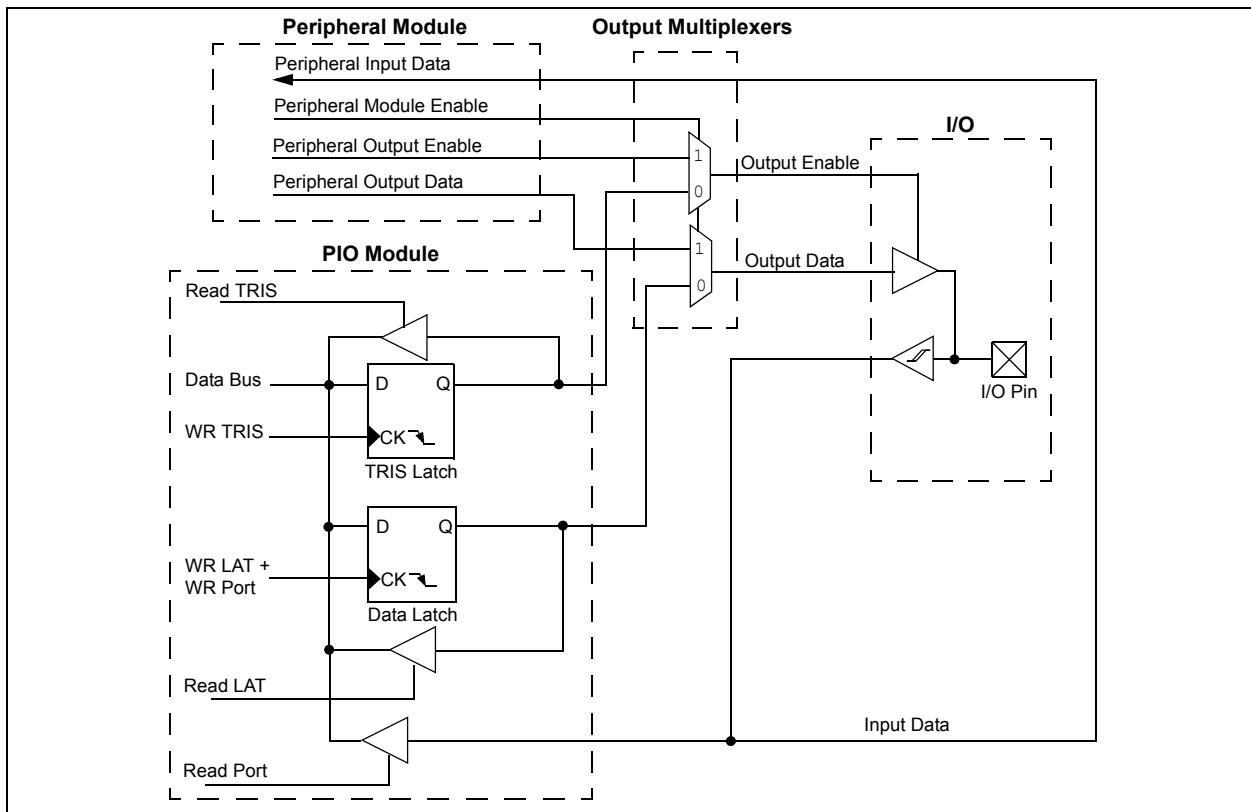 Peripheral Module
Output Multiplexers
Peripheral Input Data
Peripheral Module Enable
Peripheral Output Enable
Peripheral Output Data
1
0
1
0
Output Enable
Output Data
I/O
I/O Pin
PIO Module
Read TRIS
Data Bus
D
Q
WR TRIS
CK
TRIS Latch
D
Q
WR LAT +
WR Port
CK
Data Latch
Read LAT
Read Port
Input Data